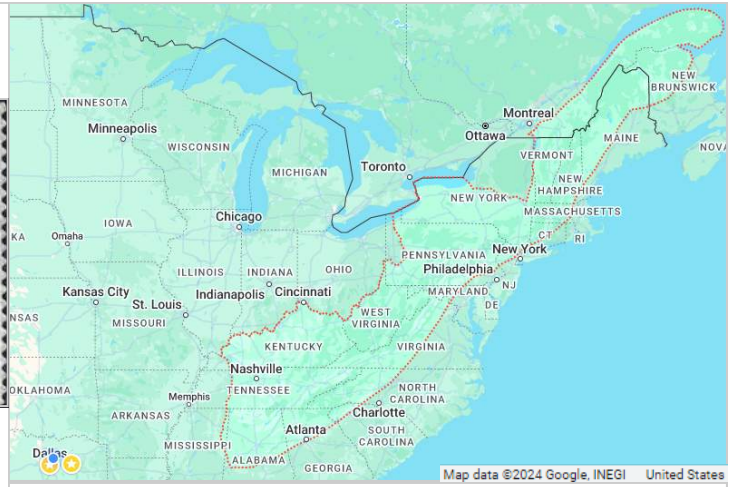 NEW
BRUNSWICK
MINNESOTA
Montreal
Minneapolis
Ottawa
MAINE
WISCONSIN
VERMONT
NOVA
Toronto
MICHIGAN
NEW
HAMPSHIRE
NEW YORK
MASSACHUSETTS
Chicago
IOWA
CT
RI
KA
Omaha
New York
PENNSYLVANIA
OHIO
ILLINOIS
INDIANA
Philadelphia
NJ
Kansas City
Indianapolis
Cincinnati
MARYLAND
St. Louis
DE
NSAS
WEST
VIRGINIA
MISSOURI
KENTUCKY
VIRGINIA
Nashville
OKLAHOMA
TENNESSEE
NORTH
CAROLINA
Memphis
Charlotte
ARKANSAS
Atlanta
SOUTH
CAROLINA
MISSISSIPPI
Dallas
ALABAMA
GEORGIA
Map data ©2024 Google, INEGI United States